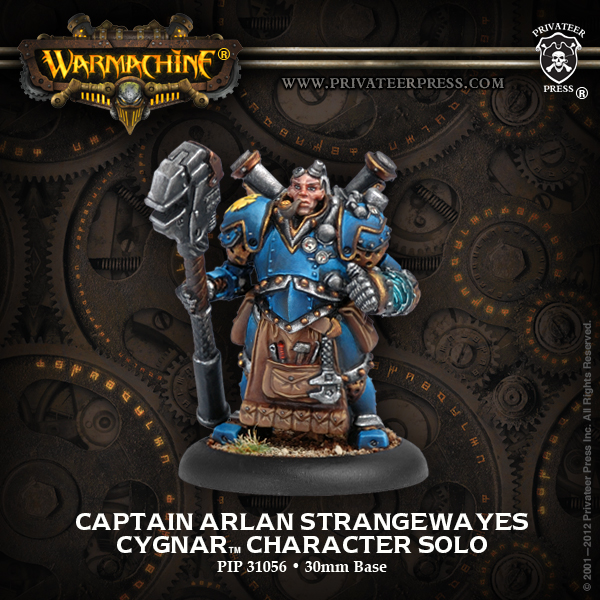 WARMACHINE®
PRIVATEER
PRESS®
WWW.PRIVATEERPRESS.COM
© 2001–2012 Privateer Press Inc. All Rights Reserved.
CAPTAIN ARLAN STRANGEWAYES
CYGNAR™ CHARACTER SOLO
PIP 31056 • 30mm Base